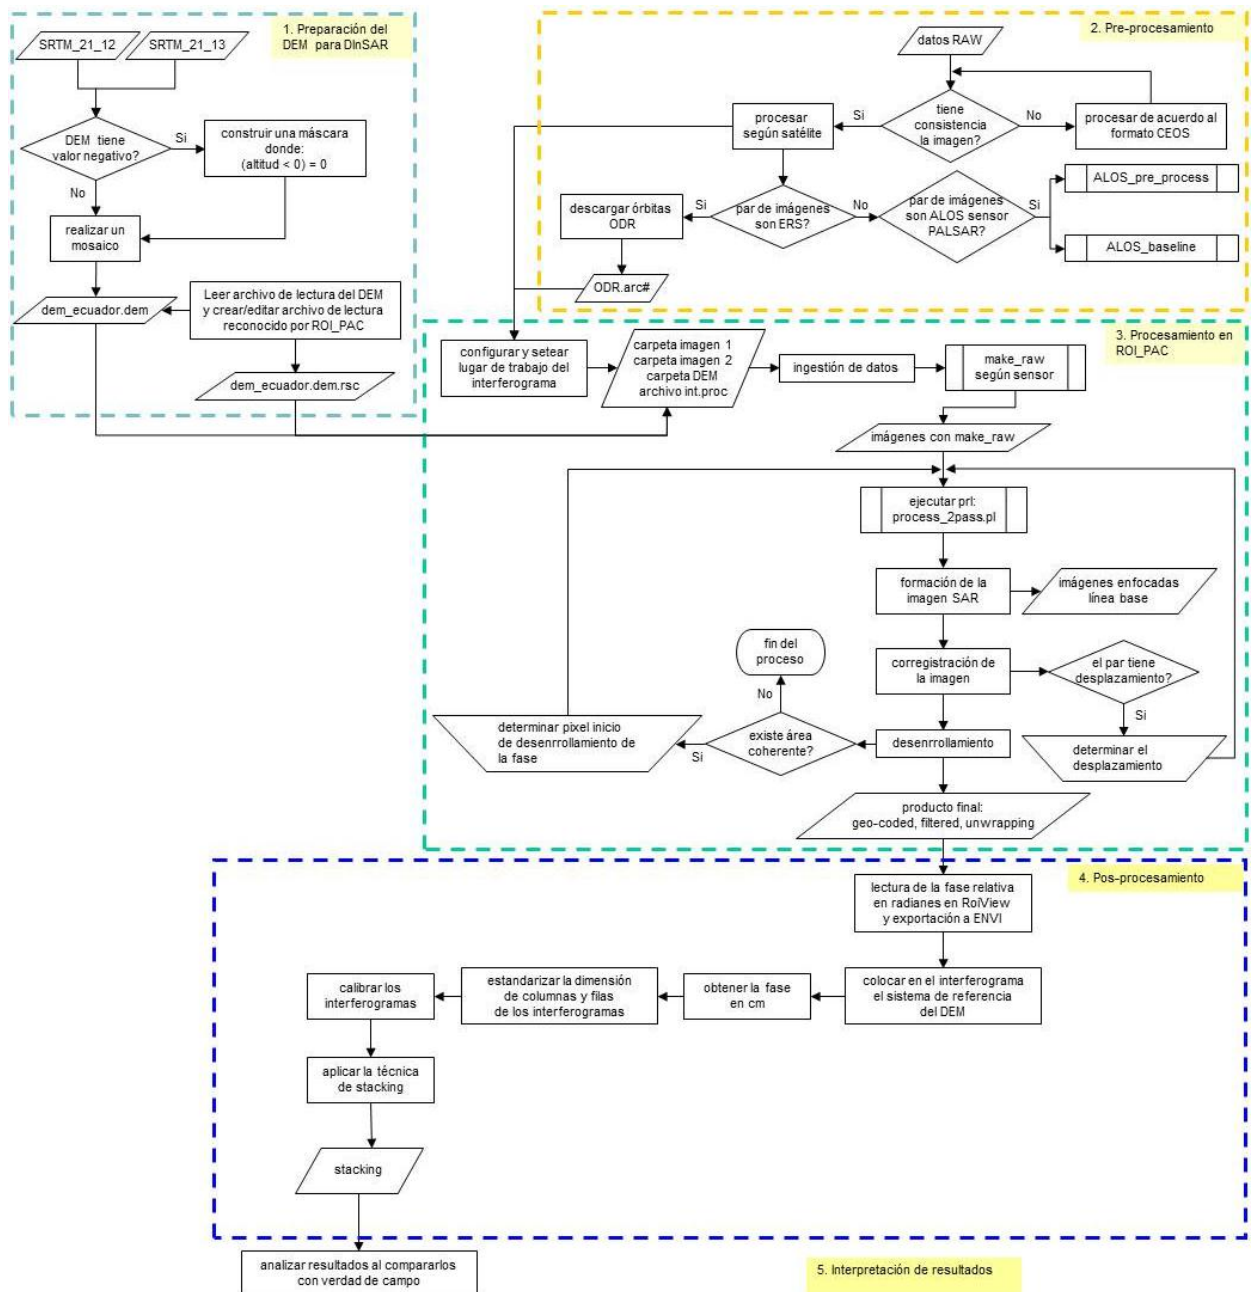 1. Preparación del
DEM para DInSAR
SRTM_21_12
SRTM_21_13
DEM tiene
valor negativo?
Si
construir una máscara
donde:
(altitud < 0) = 0
No
realizar un
mosaico
dem_ecuador.dem
Leer archivo de lectura del DEM
y crear/editar archivo de lectura
reconocido por ROI_PAC
dem_ecuador.dem.rsc
2. Pre-procesamiento
datos RAW
tiene
consistencia
la imagen?
No
procesar de acuerdo al
formato CEOS
Si
procesar
según satélite
par de imágenes
son ERS?
Si
descargar órbitas
ODR
ODR.arc#
No
par de imágenes
son ALOS sensor
PALSAR?
Si
ALOS_pre_process
ALOS_baseline
3. Procesamiento en
ROI_PAC
configurar y setear
lugar de trabajo del
interferograma
carpeta imagen 1
carpeta imagen 2
carpeta DEM
archivo int.proc
ingestión de datos
make_raw
según sensor
imágenes con make_raw
ejecutar prl:
process_2pass.pl
formación de la
imagen SAR
imágenes enfocadas
línea base
corregistración de
la imagen
el par tiene
desplazamiento?
Si
determinar el
desplazamiento
desenrrollamiento
existe área
coherente?
No
fin del
proceso
Si
determinar pixel inicio
de desenrrollamiento de
la fase
producto final:
geo-coded, filtered, unwrapping
4. Pos-procesamiento
lectura de la fase relativa
en radianes en RoiView
y exportación a ENVI
colocar en el interferograma
el sistema de referencia
del DEM
obtener la fase
en cm
estandarizar la dimensión
de columnas y filas
de los interferogramas
calibrar los
interferogramas
aplicar la técnica
de stacking
stacking
analizar resultados al compararlos
con verdad de campo
5. Interpretación de resultados